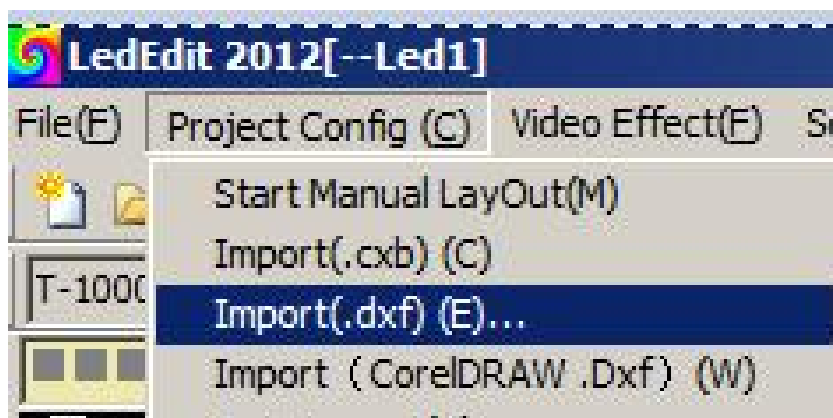 LedEdit 2012[--Led1]
File(F) Project Config (C) Video Effect(F)
Start Manual LayOut(M)
Import(.cxb) (C)
T-1000
Import(.dxf) (E)...
Import（CorelDRAW .Dxf）(W)